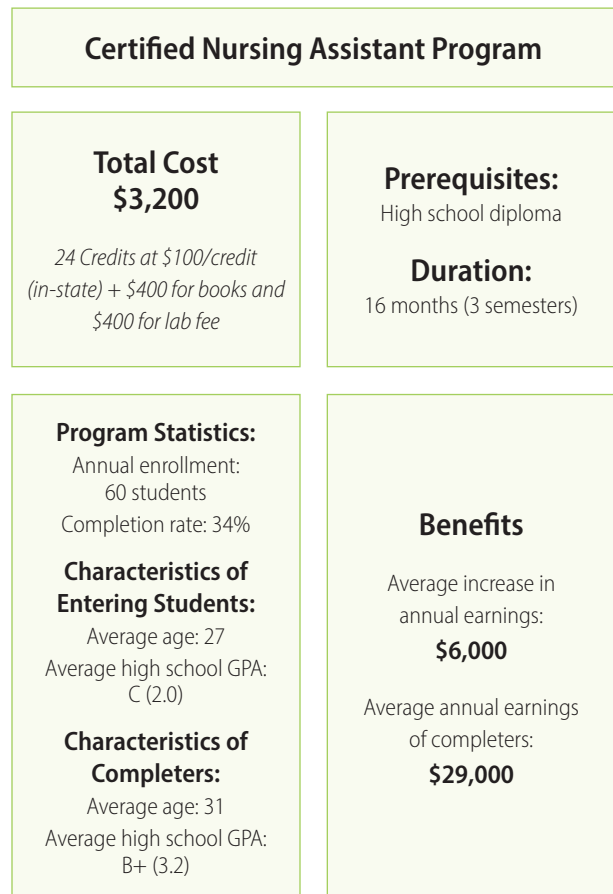 Certified Nursing Assistant Program
Total Cost
$3,200
24 Credits at $100/credit
(in-state) + $400 for books and
$400 for lab fee
Prerequisites:
High school diploma
Duration:
16 months (3 semesters)
Program Statistics:
Annual enrollment:
60 students
Completion rate: 34%
Characteristics of
Entering Students:
Average age: 27
Average high school GPA:
C (2.0)
Characteristics of
Completers:
Average age: 31
Average high school GPA:
B+ (3.2)
Benefits
Average increase in
annual earnings:
$6,000
Average annual earnings
of completers:
$29,000